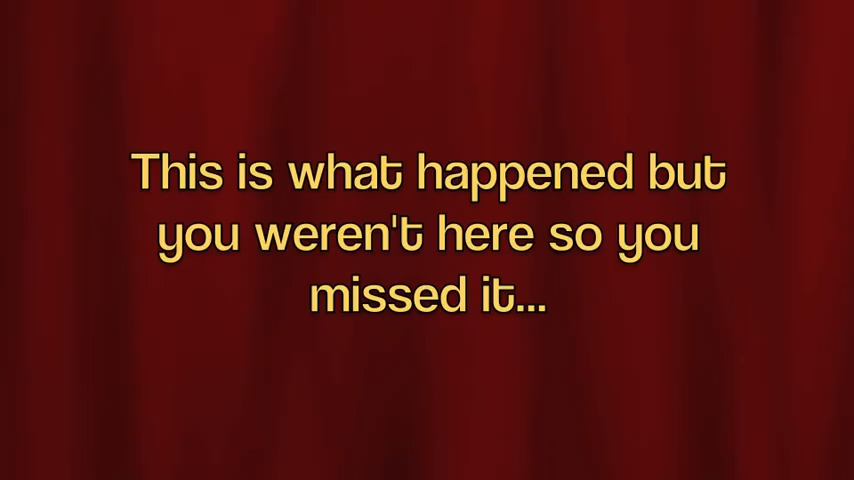 This is what happened but
you weren't here so you
missed it...